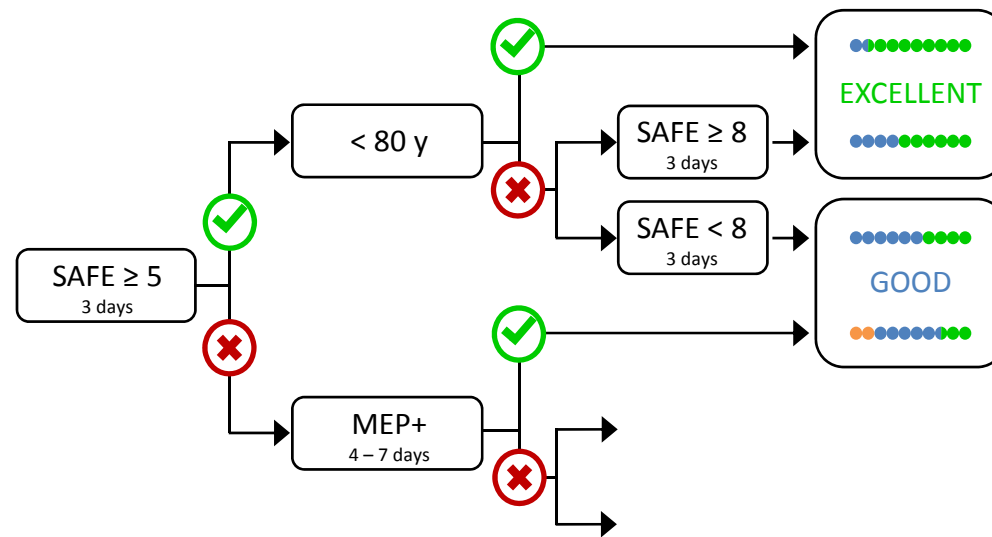 < 80 y
SAFE ≥ 8
3 days
EXCELLENT
SAFE < 8
3 days
SAFE ≥ 5
3 days
GOOD
MEP+
4 – 7 days